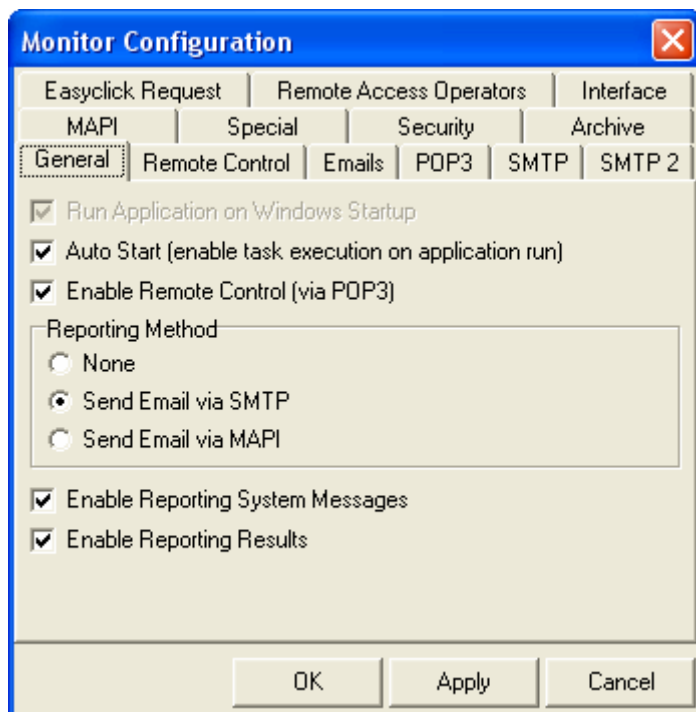 Monitor Configuration
Easyclick Request Remote Access Operators Interface
MAPI Special Security Archive
General Remote Control Emails POP3 SMTP SMTP 2
Run Application on Windows Startup
Auto Start (enable task execution on application run)
Enable Remote Control (via POP3)
Reporting Method
None
Send Email via SMTP
Send Email via MAPI
Enable Reporting System Messages
Enable Reporting Results
OK Apply Cancel